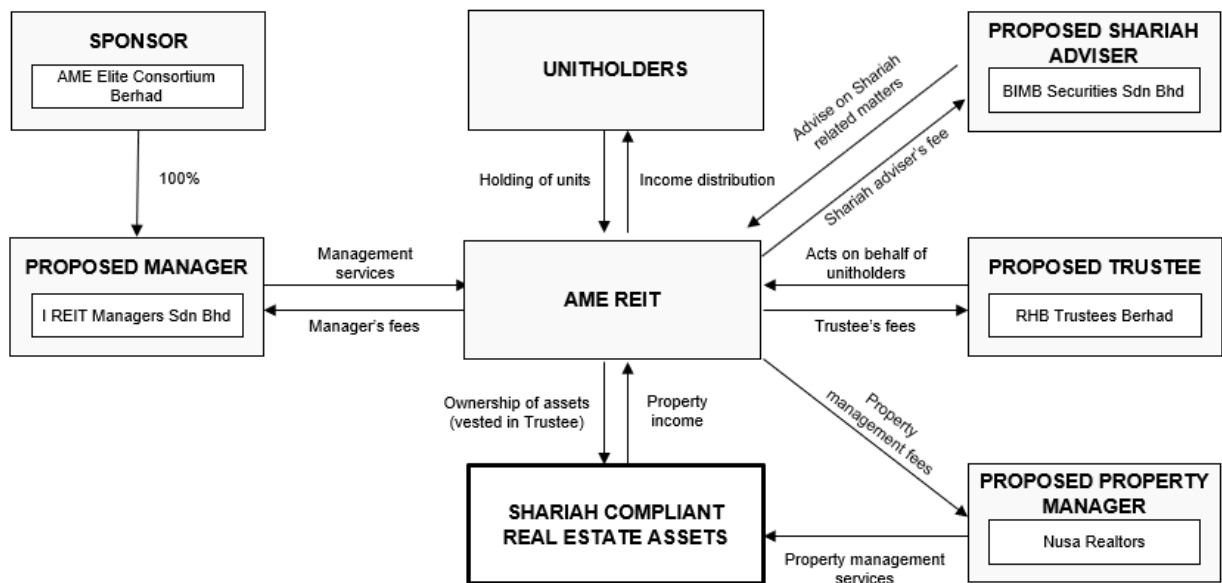 SPONSOR
AME Elite Consortium
Berhad
UNITHOLDERS
PROPOSED SHARIAH
ADVISER
BIMB Securities Sdn Bhd
100%
Holding of units
Income distribution
Advise on Shariah
related matters
Shariah adviser's fee
PROPOSED MANAGER
I REIT Managers Sdn Bhd
Management
services
Manager's fees
AME REIT
Acts on behalf of
unitholders
Trustee's fees
PROPOSED TRUSTEE
RHB Trustees Berhad
Ownership of assets
(vested in Trustee)
Property
income
Property
management fees
SHARIAH COMPLIANT
REAL ESTATE ASSETS
Property management
services
PROPOSED PROPERTY
MANAGER
Nusa Realtors